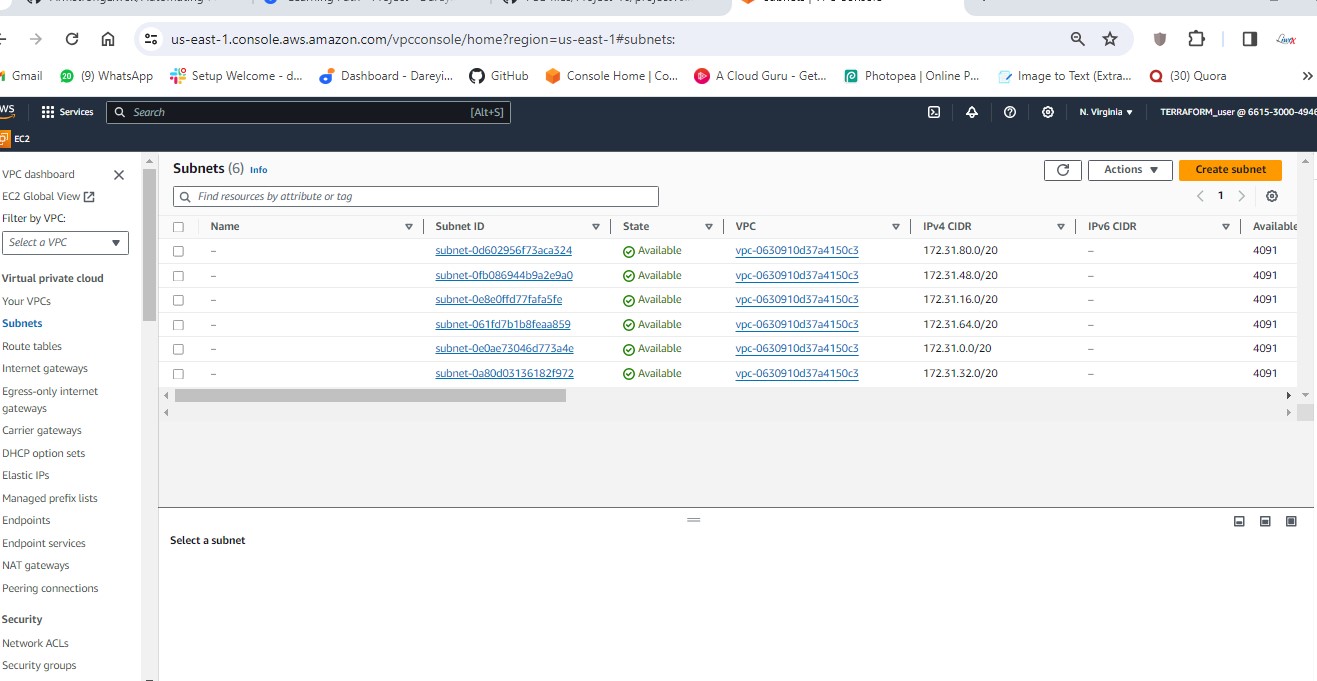 us-east-1.console.aws.amazon.com/vpcconsole/home?region=us-east-1#subnets:
Gmail (9) WhatsApp Setup Welcome - d... Dashboard - Dareyi... GitHub Console Home | Co... A Cloud Guru - Get... Photopea | Online P... Image to Text (Extra... (30) Quora »
Services Search [Alt+S] N. Virginia ▼ TERRAFORM_user @ 6615-3000-4946
EC2
VPC dashboard
EC2 Global View
Filter by VPC:
Select a VPC
Virtual private cloud
Your VPCs
Subnets
Route tables
Internet gateways
Egress-only internet
gateways
Carrier gateways
DHCP option sets
Elastic IPs
Managed prefix lists
Endpoints
Endpoint services
NAT gateways
Peering connections
Security
Network ACLs
Security groups
Subnets (6) Info
Actions ▼ Create subnet
Find resources by attribute or tag
1
Name Subnet ID State VPC IPv4 CIDR IPv6 CIDR Available
– subnet-0d602956f73aca324 Available vpc-0630910d37a4150c3 172.31.80.0/20 – 4091
– subnet-0fb086944b9a2e9a0 Available vpc-0630910d37a4150c3 172.31.48.0/20 – 4091
– subnet-0e8e0ffd77fafa5fe Available vpc-0630910d37a4150c3 172.31.16.0/20 – 4091
– subnet-061fd7b1b8feaa859 Available vpc-0630910d37a4150c3 172.31.64.0/20 – 4091
– subnet-0e0ae73046d773a4e Available vpc-0630910d37a4150c3 172.31.0.0/20 – 4091
– subnet-0a80d03136182f972 Available vpc-0630910d37a4150c3 172.31.32.0/20 – 4091
Select a subnet